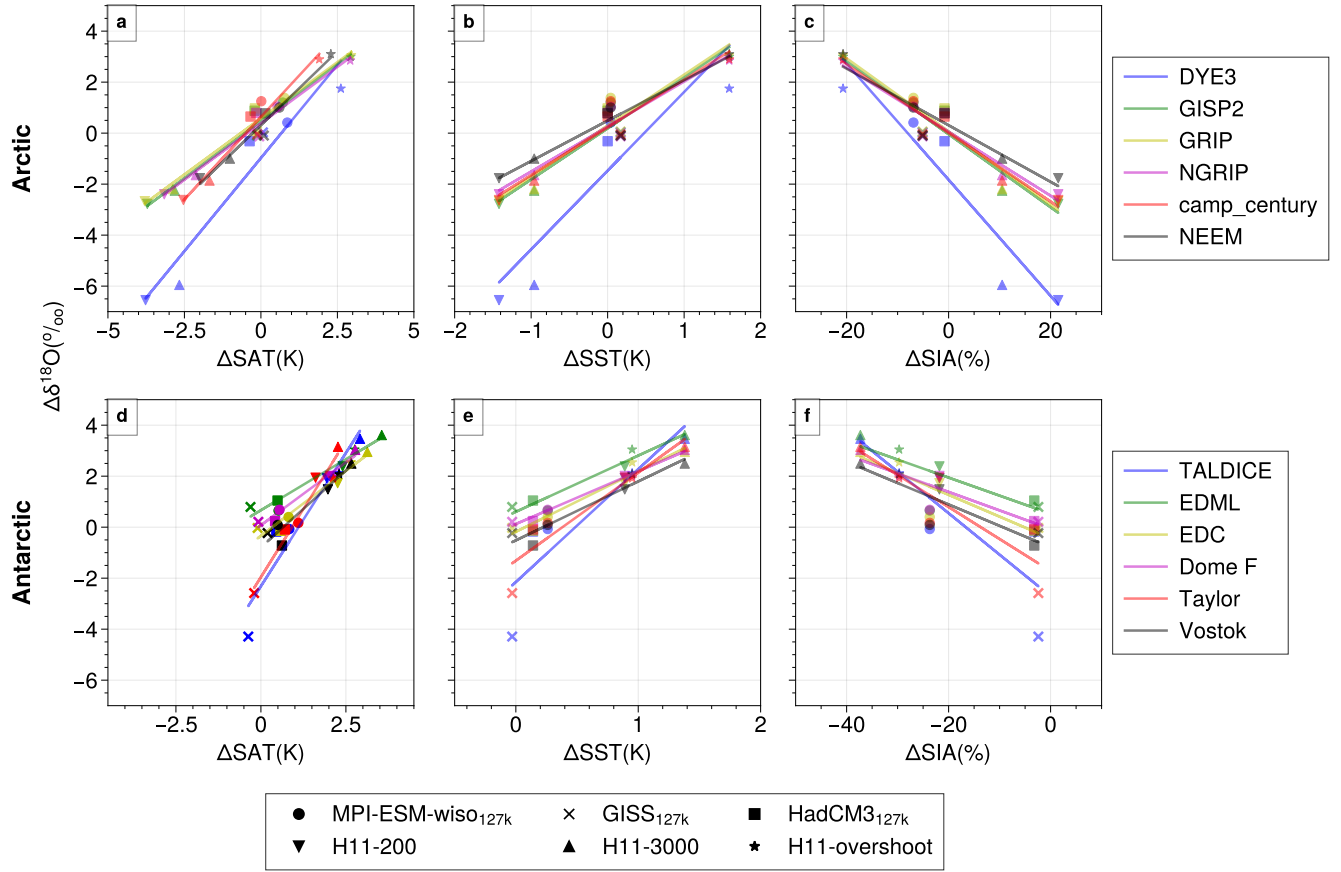 a
b
c
4
2
0
−2
−4
−6
−5
−2.5
0
2.5
5
−2
−1
0
1
2
−20
0
20
ΔSAT(K)
ΔSST(K)
ΔSIA(%)
Arctic
DYE3
GISP2
GRIP
NGRIP
camp_century
NEEM
Δδ¹⁸O(⁰/₀₀)
d
e
f
4
2
0
−2
−4
−6
−2.5
0
2.5
0
1
2
−40
−20
0
ΔSAT(K)
ΔSST(K)
ΔSIA(%)
Antarctic
TALDICE
EDML
EDC
Dome F
Taylor
Vostok
MPI-ESM-wiso₁₂₇ₖ
GISS₁₂₇ₖ
HadCM3₁₂₇ₖ
H11-200
H11-3000
H11-overshoot